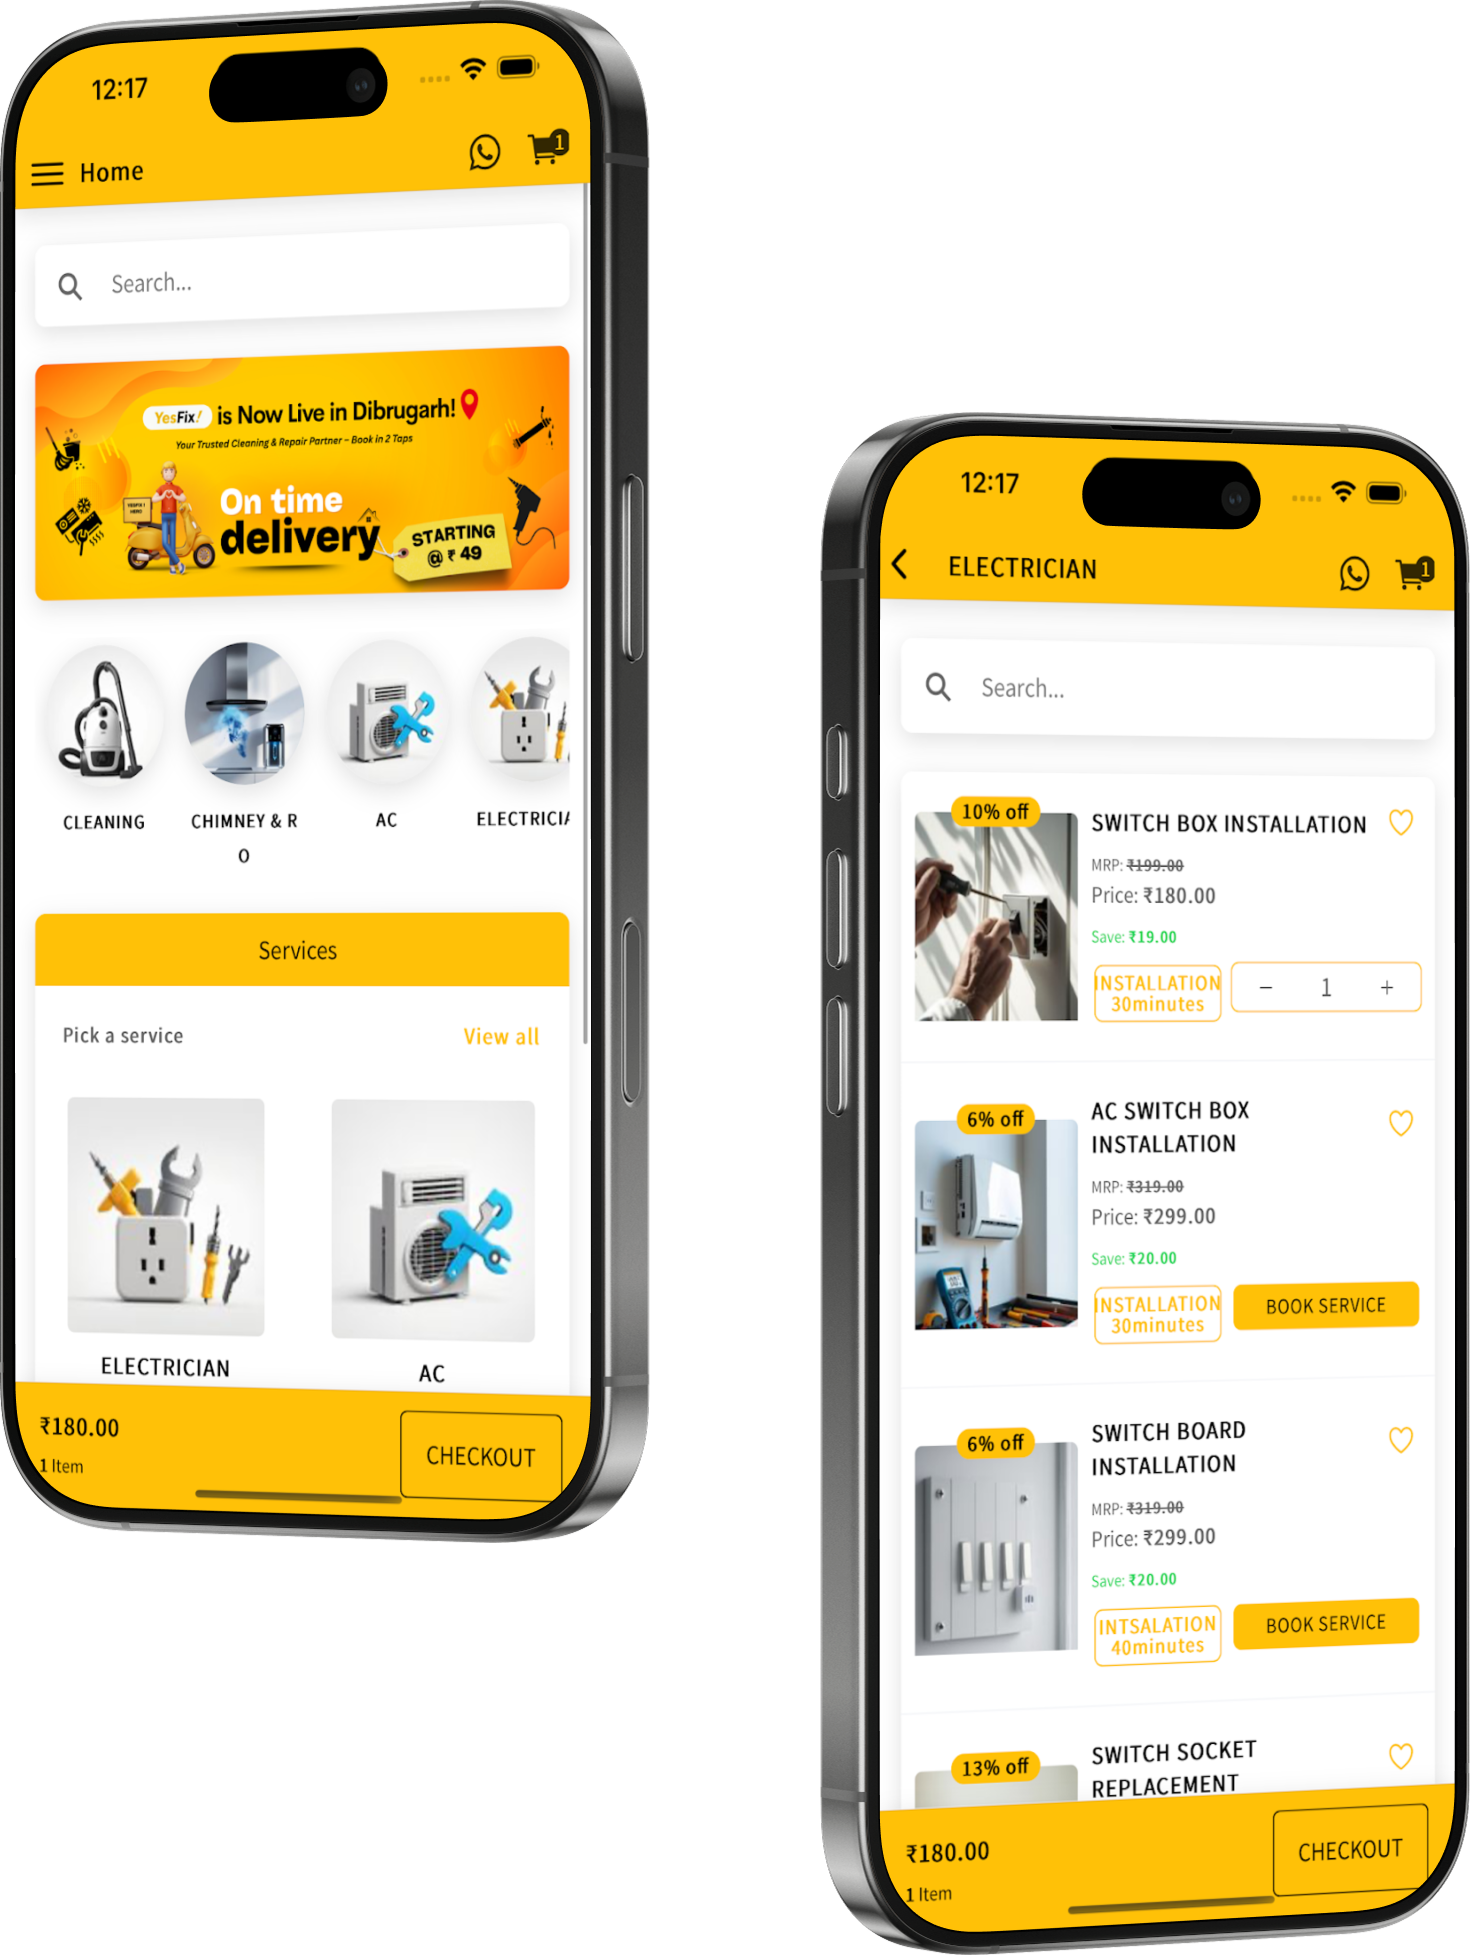 12:17
Home
1
Search...
YesFix! is Now Live in Dibrugarh!
Your Trusted Cleaning & Repair Partner – Book in 2 Taps
YESFIX !
HERO
On time
delivery
STARTING
@ ₹ 49
CLEANING
CHIMNEY & R
O
AC
ELECTRICIA
Services
Pick a service
View all
ELECTRICIAN
AC
₹180.00
1 Item
CHECKOUT
12:17
ELECTRICIAN
1
Search...
10% off
SWITCH BOX INSTALLATION
MRP: ₹199.00
Price: ₹180.00
Save: ₹19.00
INSTALLATION
30minutes
− 1 +
6% off
AC SWITCH BOX
INSTALLATION
MRP: ₹319.00
Price: ₹299.00
Save: ₹20.00
INSTALLATION
30minutes
BOOK SERVICE
6% off
SWITCH BOARD
INSTALLATION
MRP: ₹319.00
Price: ₹299.00
Save: ₹20.00
INTSALATION
40minutes
BOOK SERVICE
13% off
SWITCH SOCKET
REPLACEMENT
₹180.00
1 Item
CHECKOUT